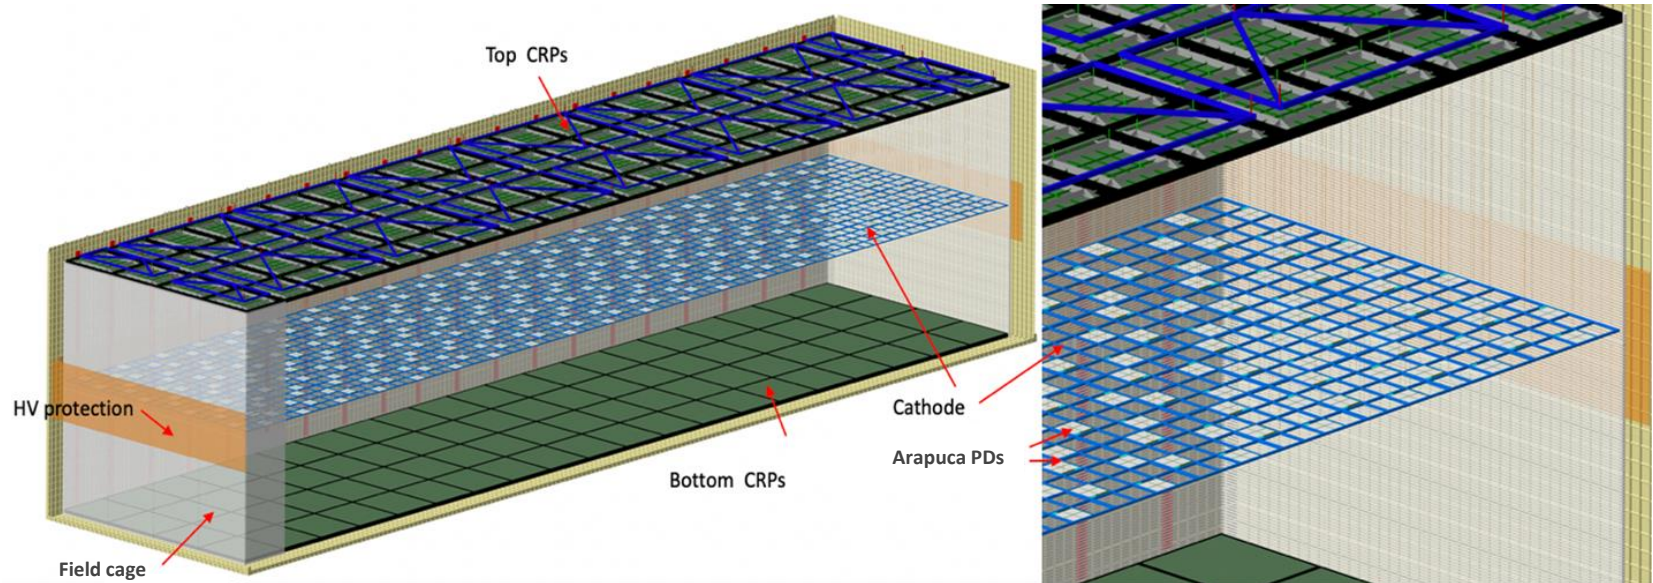 Top CRPs
HV protection
Cathode
Arapuca PDs
Bottom CRPs
Field cage